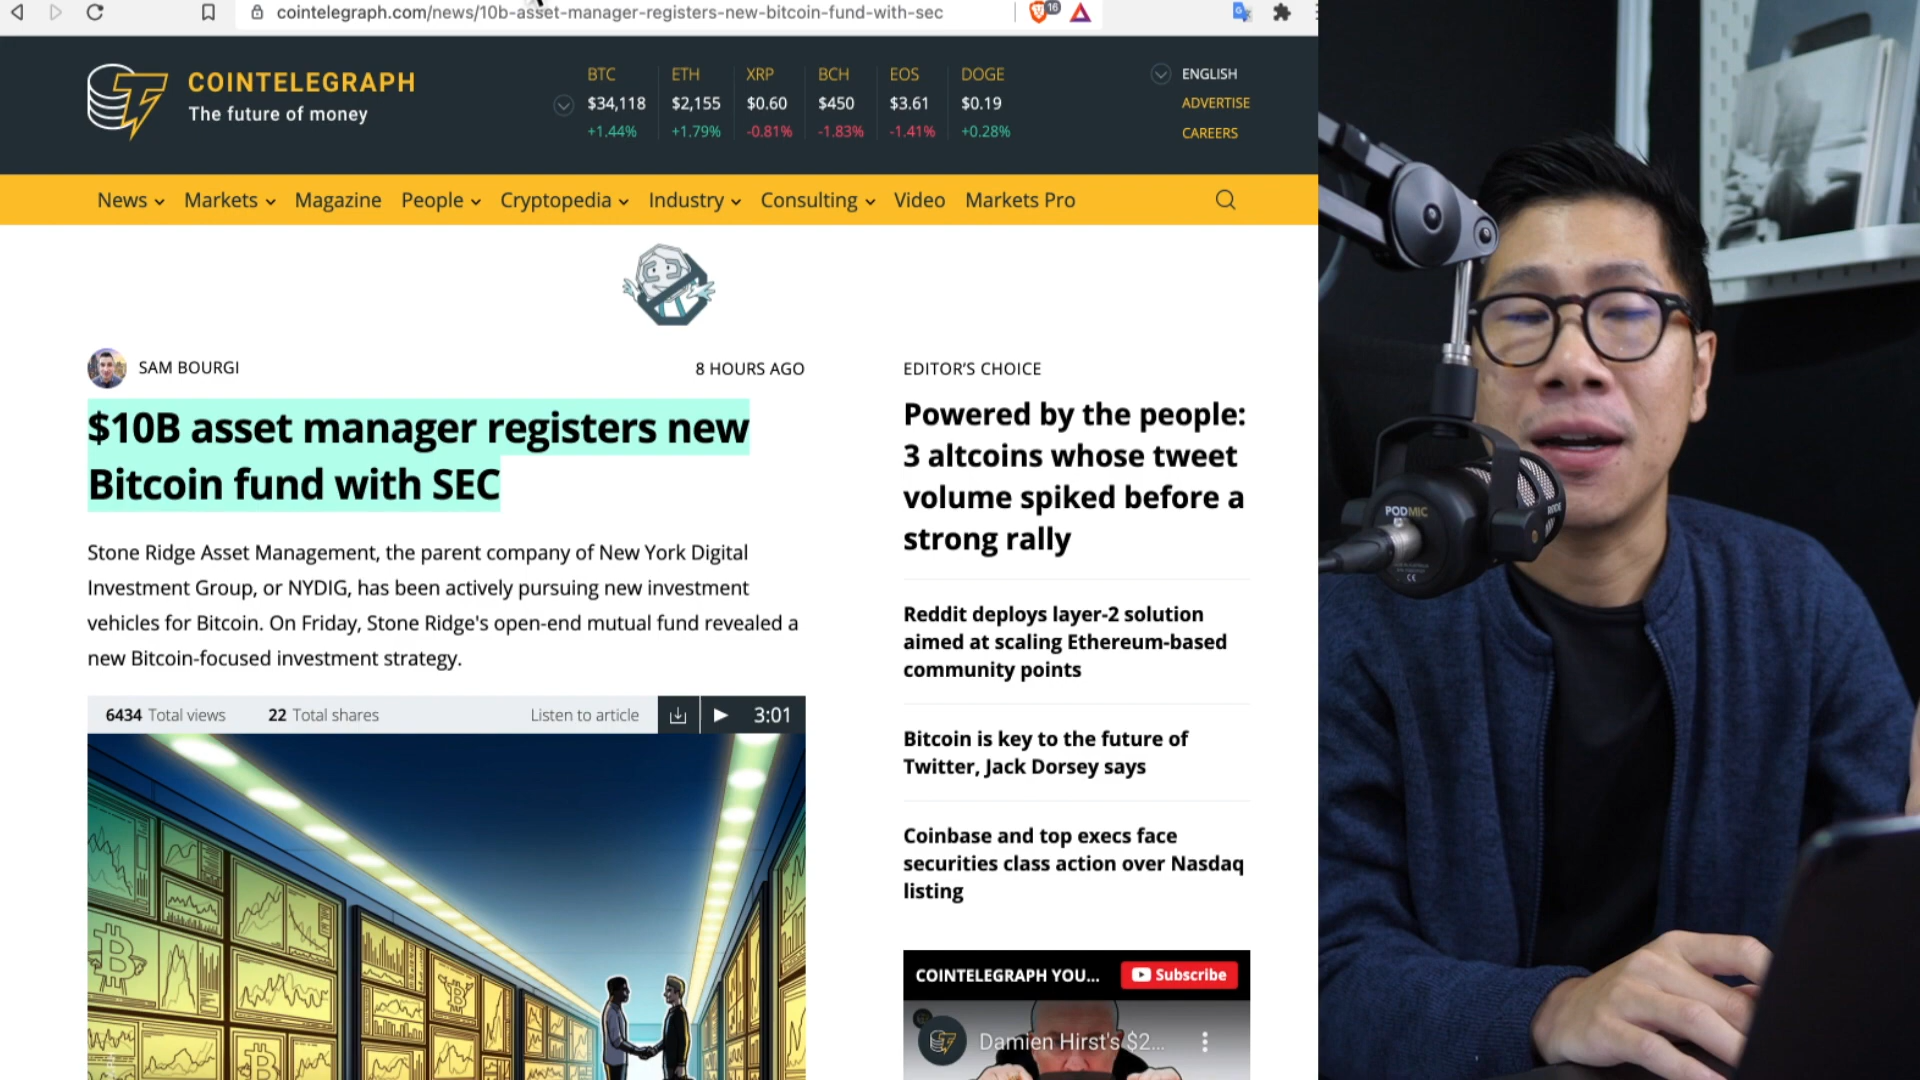 cointelegraph.com/news/10b-asset-manager-registers-new-bitcoin-fund-with-sec
16
COINTELEGRAPH
The future of money
BTC ETH XRP BCH EOS DOGE
$34,118 $2,155 $0.60 $450 $3.61 $0.19
+1.44% +1.79% -0.81% -1.83% -1.41% +0.28%
ENGLISH
ADVERTISE
CAREERS
News Markets Magazine People Cryptopedia Industry Consulting Video Markets Pro
SAM BOURGI
8 HOURS AGO
$10B asset manager registers new
Bitcoin fund with SEC
Stone Ridge Asset Management, the parent company of New York Digital
Investment Group, or NYDIG, has been actively pursuing new investment
vehicles for Bitcoin. On Friday, Stone Ridge's open-end mutual fund revealed a
new Bitcoin-focused investment strategy.
6434 Total views 22 Total shares Listen to article 3:01
EDITOR'S CHOICE
Powered by the people:
3 altcoins whose tweet
volume spiked before a
strong rally
Reddit deploys layer-2 solution
aimed at scaling Ethereum-based
community points
Bitcoin is key to the future of
Twitter, Jack Dorsey says
Coinbase and top execs face
securities class action over Nasdaq
listing
COINTELEGRAPH YOU...
Subscribe
Damien Hirst's $2...
PODMIC
RØDE